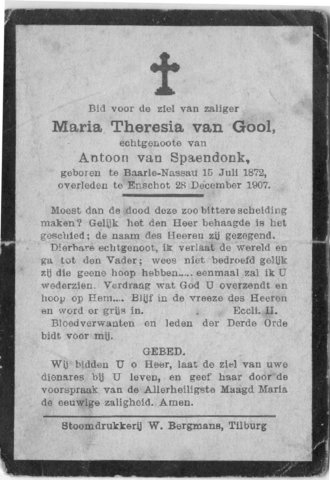 Bid voor de ziel van zaliger
Maria Theresia van Gool,
echtgenoote van
Antoon van Spaendonk,
geboren te Baarle-Nassau 15 Juli 1872,
overleden te Enschot 28 December 1907.
Moest dan de dood deze zoo bittere scheiding
maken? Gelijk het den Heer behaagde is het
geschied; de naam des Heeren zij gezegend.
Dierbare echtgenoot, ik verlaat de wereld en
ga tot den Vader; wees niet bedroefd gelijk
zij die geene hoop hebben.... eenmaal zal ik U
wederzien. Verdraag wat God U overzendt en
hoop op Hem.... Blijf in de vreeze des Heeren
en word er grijs in. Eccli. II.
Bloedverwanten en leden der Derde Orde
bidt voor mij.
GEBED.
Wij bidden U o Heer, laat de ziel van uwe
dienares bij U leven, en geef haar door de
voorspraak van de Allerheiligste Maagd Maria
de eeuwige zaligheid. Amen.
Stoomdrukkerij W. Bergmans, Tilburg